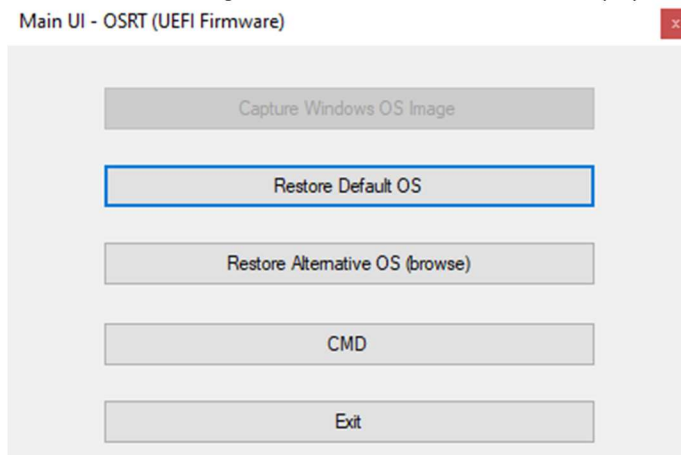 Main UI - OSRT (UEFI Firmware)
x
Capture Windows OS Image
Restore Default OS
Restore Alternative OS (browse)
CMD
Exit